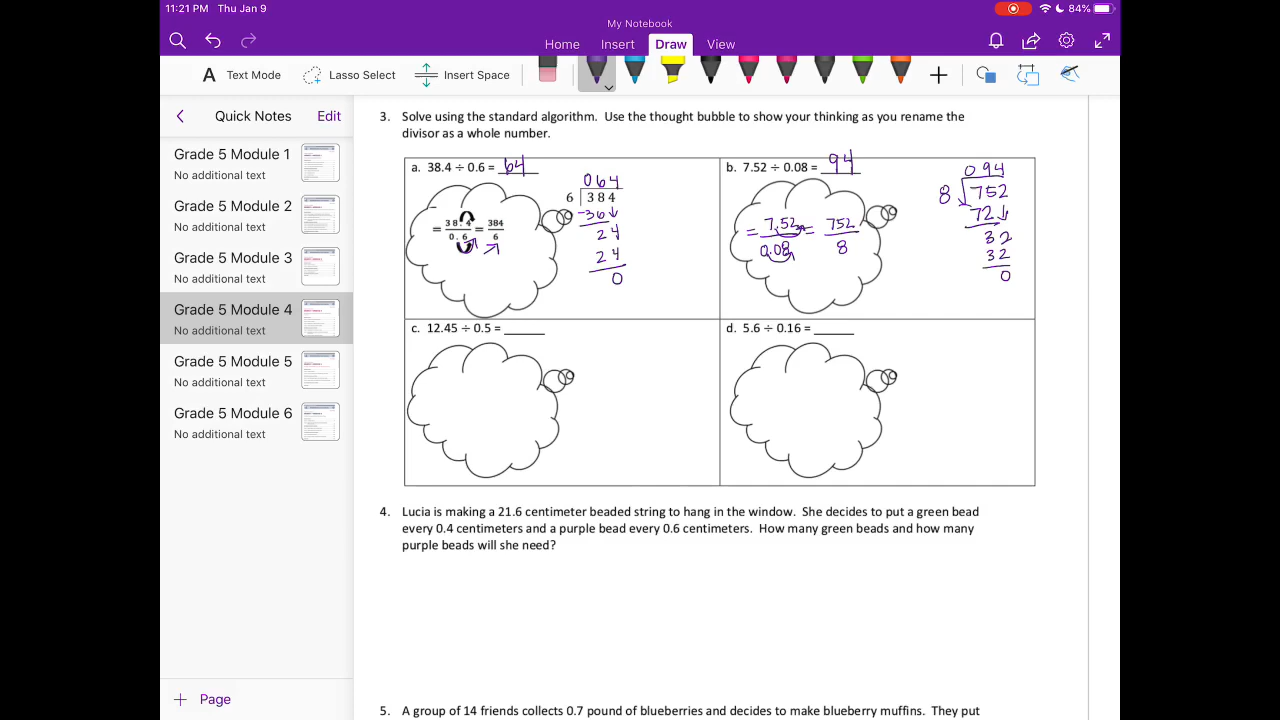 11:21 PM Thu Jan 9
84%
My Notebook
Home Insert Draw View
Text Mode Lasso Select Insert Space
Quick Notes Edit
Grade 5 Module 1
No additional text
Grade 5 Module 2
No additional text
Grade 5 Module 3
No additional text
Grade 5 Module 4
No additional text
Grade 5 Module 5
No additional text
Grade 5 Module 6
No additional text
+ Page
3. Solve using the standard algorithm. Use the thought bubble to show your thinking as you rename the
divisor as a whole number.
a. 38.4 ÷ 0.6 = 64
= 38.4/0.6 = 384/6
064
6 384
-36
24
24
0
b. 7.52 ÷ 0.08 = 94
= 7.52/0.08 = 752/8
094
8 752
72
32
32
0
c. 12.45 ÷ 0.5 = ______
d. 5.6 ÷ 0.16 = ______
4. Lucia is making a 21.6 centimeter beaded string to hang in the window. She decides to put a green bead
every 0.4 centimeters and a purple bead every 0.6 centimeters. How many green beads and how many
purple beads will she need?
5. A group of 14 friends collects 0.7 pound of blueberries and decides to make blueberry muffins. They put